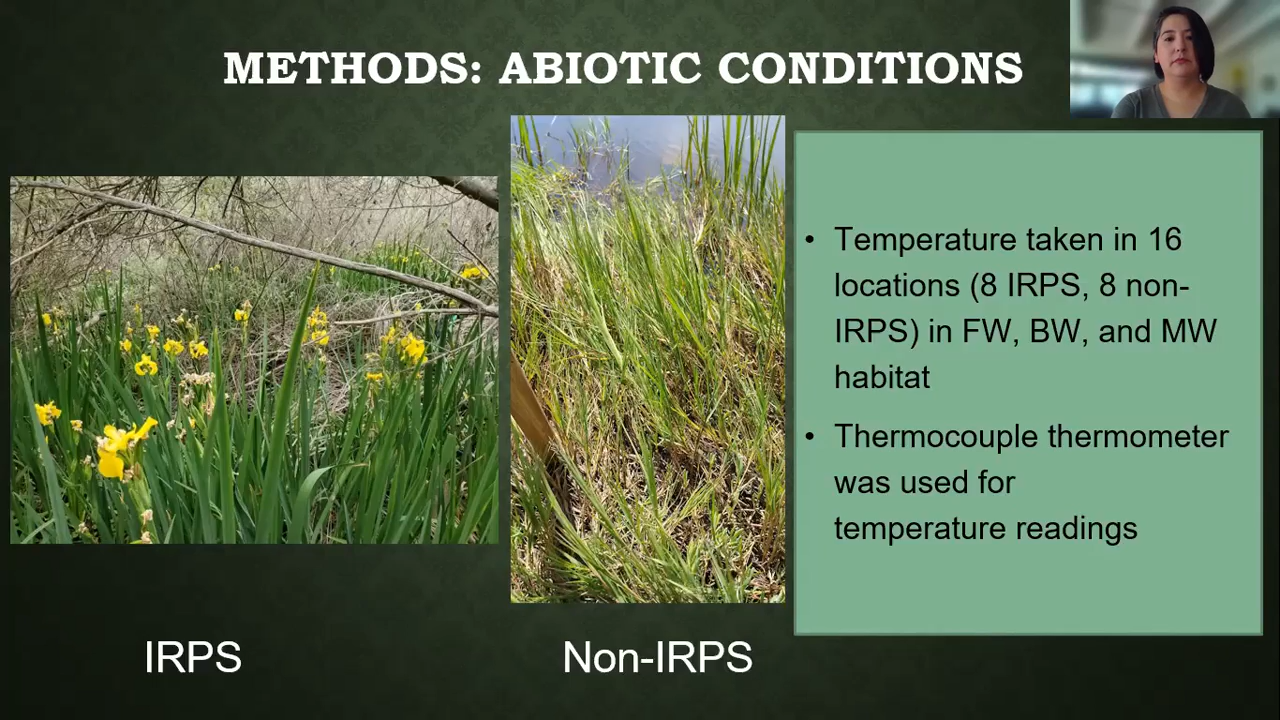 METHODS: ABIOTIC CONDITIONS
• Temperature taken in 16
locations (8 IRPS, 8 non-
IRPS) in FW, BW, and MW
habitat
• Thermocouple thermometer
was used for
temperature readings
IRPS
Non-IRPS